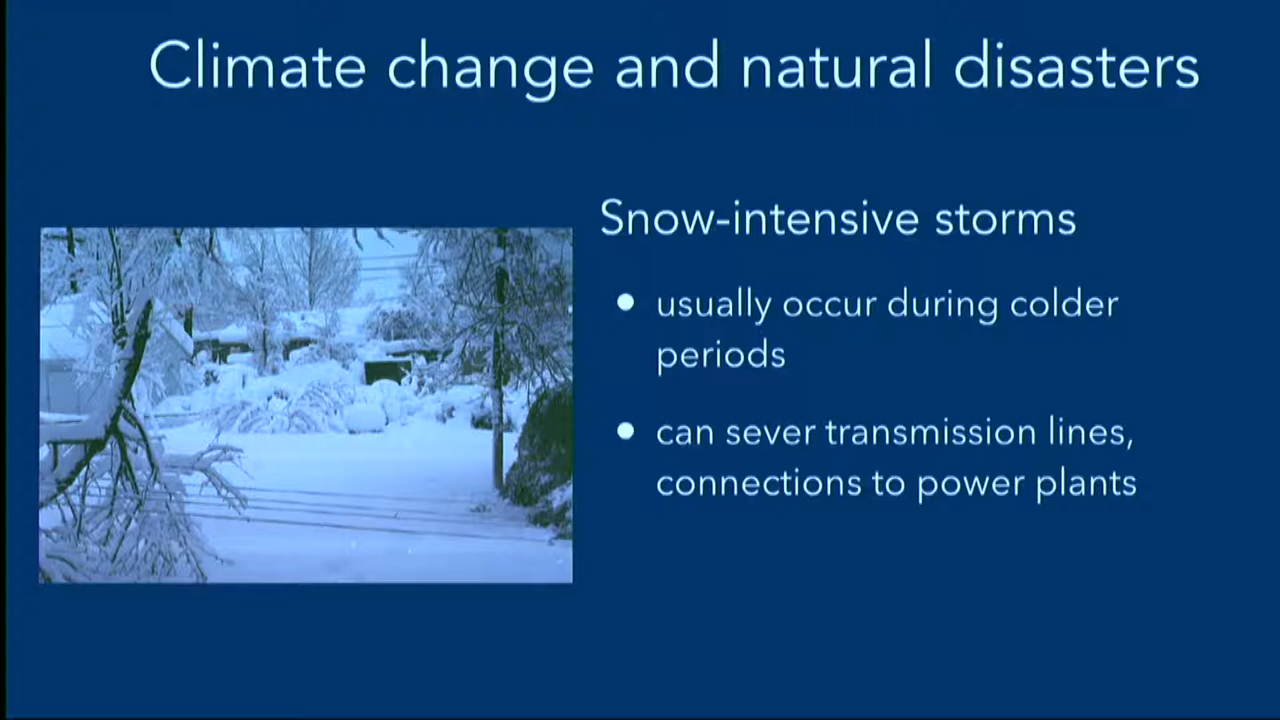 Climate change and natural disasters
Snow-intensive storms
• usually occur during colder
periods
• can sever transmission lines,
connections to power plants